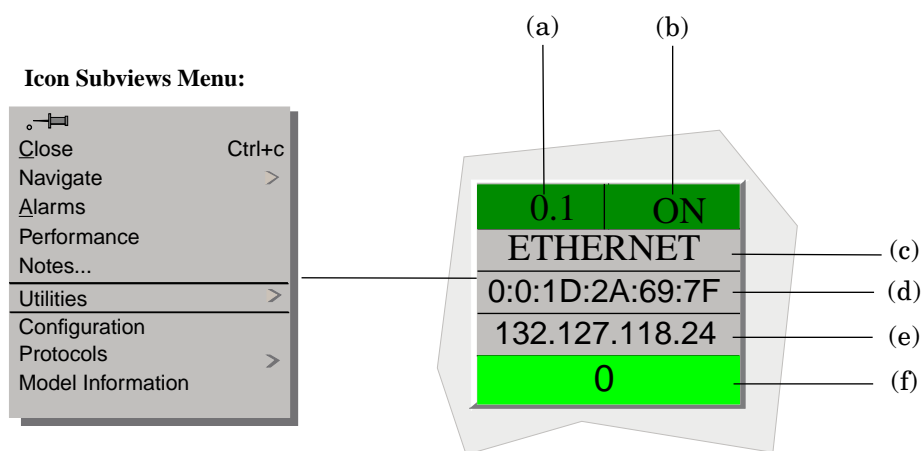 (a) (b)
Icon Subviews Menu:
Close Ctrl+c
Navigate >
Alarms
Performance
Notes...
Utilities >
Configuration
Protocols >
Model Information
0.1 ON
ETHERNET (c)
0:0:1D:2A:69:7F (d)
132.127.118.24 (e)
0 (f)